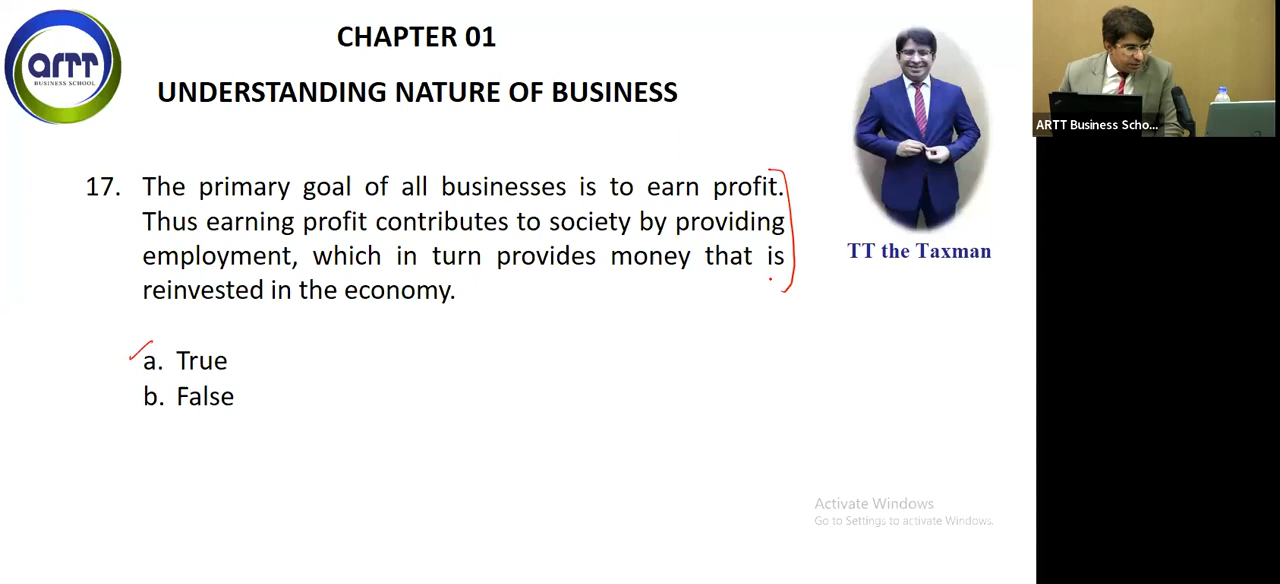 CHAPTER 01
UNDERSTANDING NATURE OF BUSINESS
ARTT
BUSINESS SCHOOL
17. The primary goal of all businesses is to earn profit.
Thus earning profit contributes to society by providing
employment, which in turn provides money that is
reinvested in the economy.
a. True
b. False
TT the Taxman
ARTT Business Scho...
Activate Windows
Go to Settings to activate Windows.